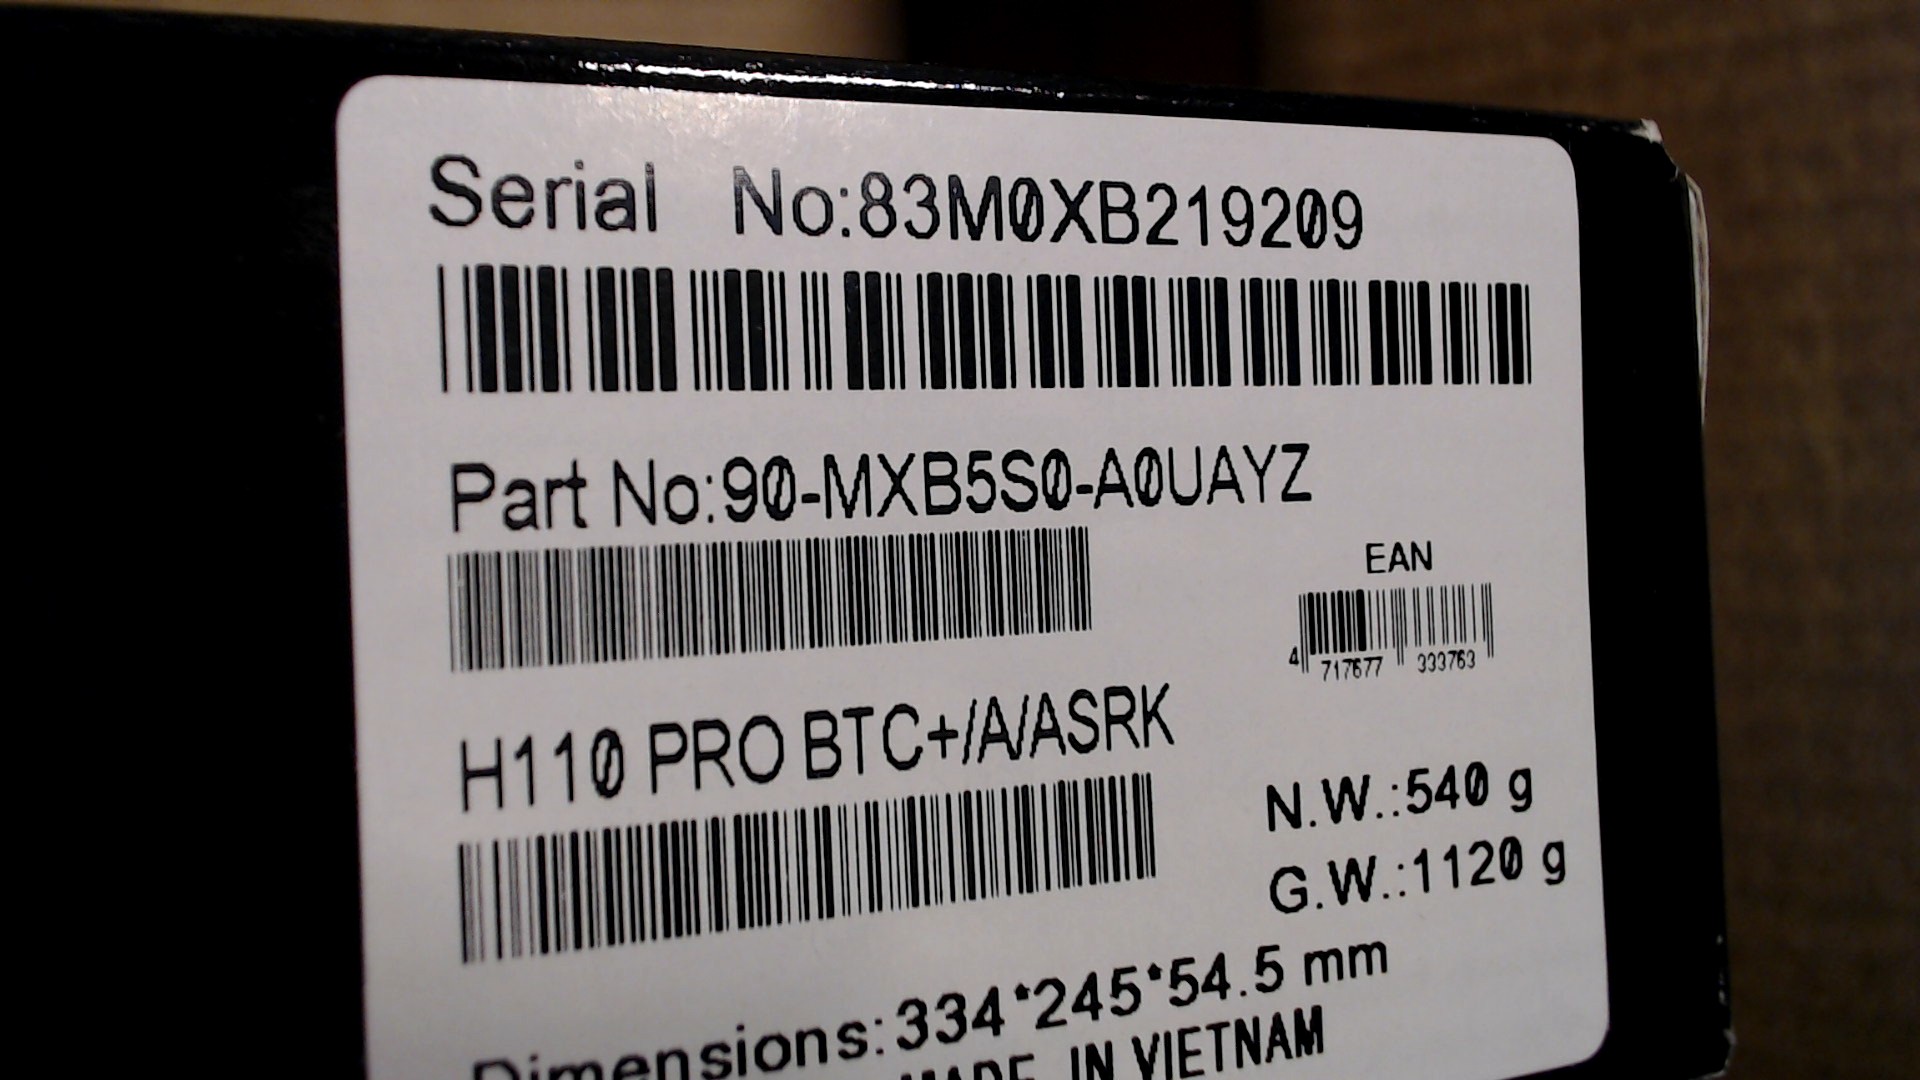 Serial No:83M0XB219209
Part No:90-MXB5S0-A0UAYZ
EAN
4 717677 333763
H110 PRO BTC+/A/ASRK
N.W.:540 g
G.W.:1120 g
Dimensions:334*245*54.5 mm
MADE IN VIETNAM